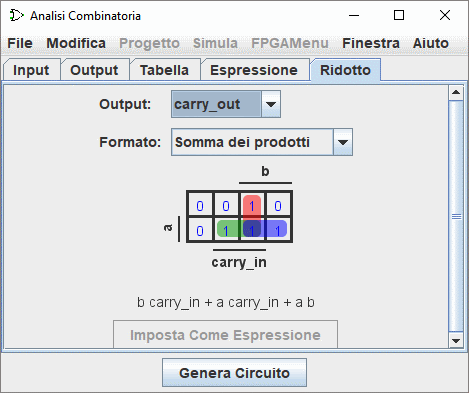 Analisi Combinatoria
File Modifica Progetto Simula FPGAMenu Finestra Aiuto
Input Output Tabella Espressione Ridotto
Output: carry_out
Formato: Somma dei prodotti
b
0 0 1 0
a
0 1 1 1
carry_in
b carry_in + a carry_in + a b
Imposta Come Espressione
Genera Circuito